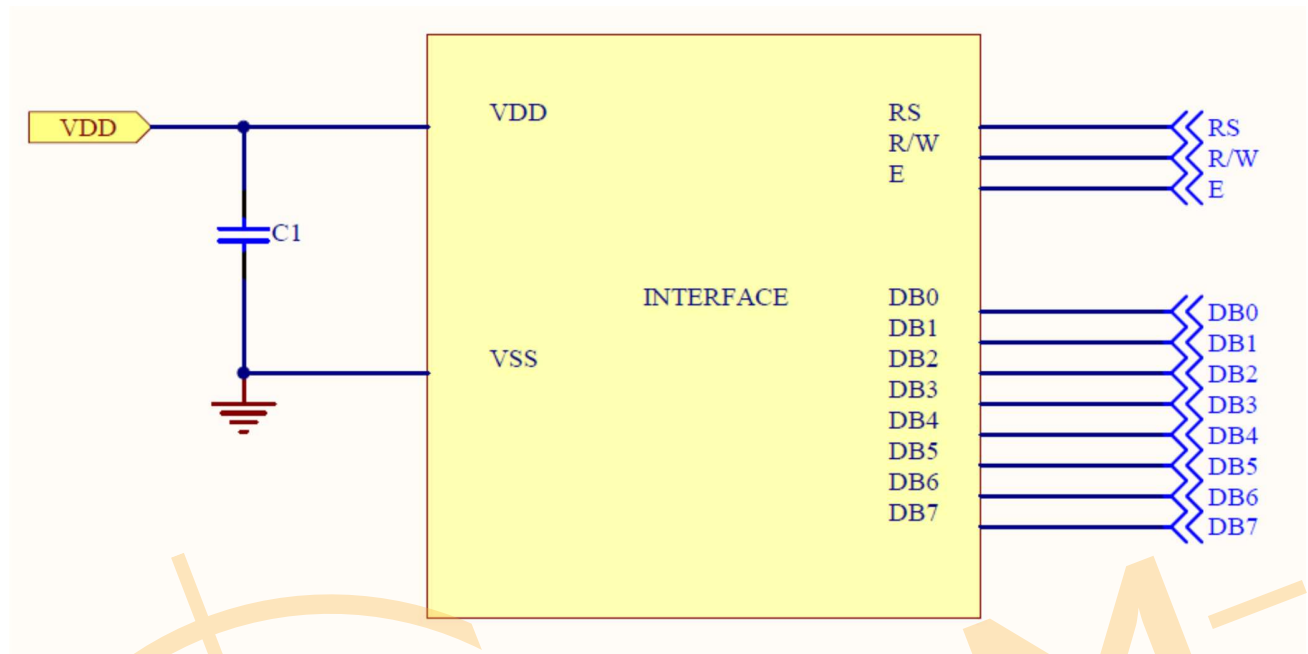 VDD
VDD
C1
VSS
INTERFACE
RS
R/W
E
DB0
DB1
DB2
DB3
DB4
DB5
DB6
DB7
RS
R/W
E
DB0
DB1
DB2
DB3
DB4
DB5
DB6
DB7